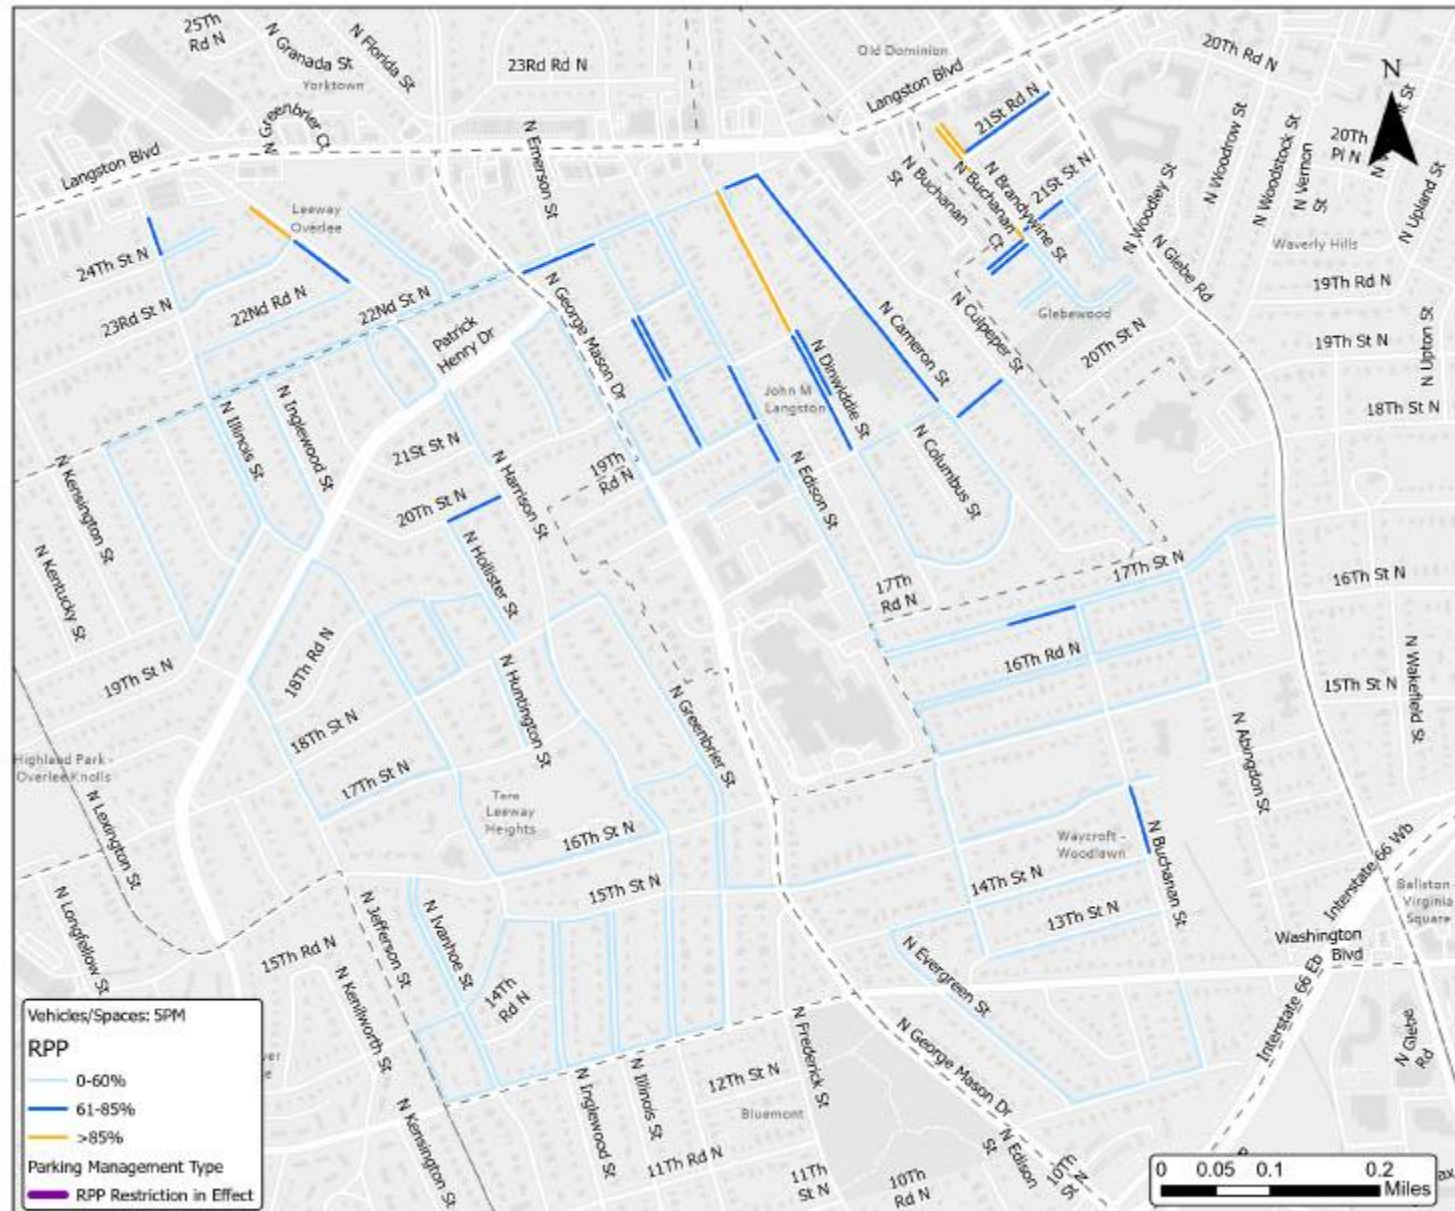 25Th
Rd N
N Granada St
N Florida St
Yorktown
23Rd Rd N
Old Dominion
Langston Blvd
20Th Rd N
N
N Greenbrier Ct
N Emerson St
21St Rd N
N Woodrow St
N Woodstock St
N Vernon
St
20Th
Pl N
N Upland St
Langston Blvd
N Buchanan
St
N Buchanan
Ct
N Brandywine St
21St St N
N Woodley St
N Glebe Rd
Waverly Hills
Leeway
Overlee
24Th St N
23Rd St N
22Nd Rd N
22Nd St N
Patrick
Henry Dr
N George Mason Dr
N Cameron St
N Culpeper St
Glebewood
20Th St N
19Th Rd N
19Th St N
N Upton St
18Th St N
N Dinwiddie St
John M
Langston
N Illinois St
N Inglewood St
21St St N
N Harrison St
19Th
Rd N
N Edison St
N Columbus St
N Kensington St
20Th St N
N Hollister St
N Kentucky St
17Th
Rd N
17Th St N
16Th St N
16Th Rd N
19Th St N
18Th Rd N
18Th St N
N Huntington St
N Greenbrier St
15Th St N
N Wakefield St
N Abingdon St
Highland Park -
Overlee Knolls
17Th St N
Tara
Leeway
Heights
16Th St N
N Lexington St
Waycroft -
Woodlawn
N Buchanan St
Interstate 66 Wb
Ballston -
Virginia
Square
15Th St N
14Th St N
13Th St N
N Longfellow St
N Jefferson St
N Ivanhoe St
15Th Rd N
N Kenilworth St
14Th
Rd N
N Evergreen St
Washington
Blvd
Interstate 66 Eb
N Glebe
Rd
N Frederick St
N George Mason Dr
12Th St N
Bluemont
N Inglewood St
N Illinois St
N Kensington St
11Th Rd N
11Th
St N
10Th
Rd N
N Edison
St
10Th
St N
Vehicles/Spaces: 5PM
RPP
0-60%
61-85%
>85%
Parking Management Type
RPP Restriction in Effect
0 0.05 0.1 0.2
Miles